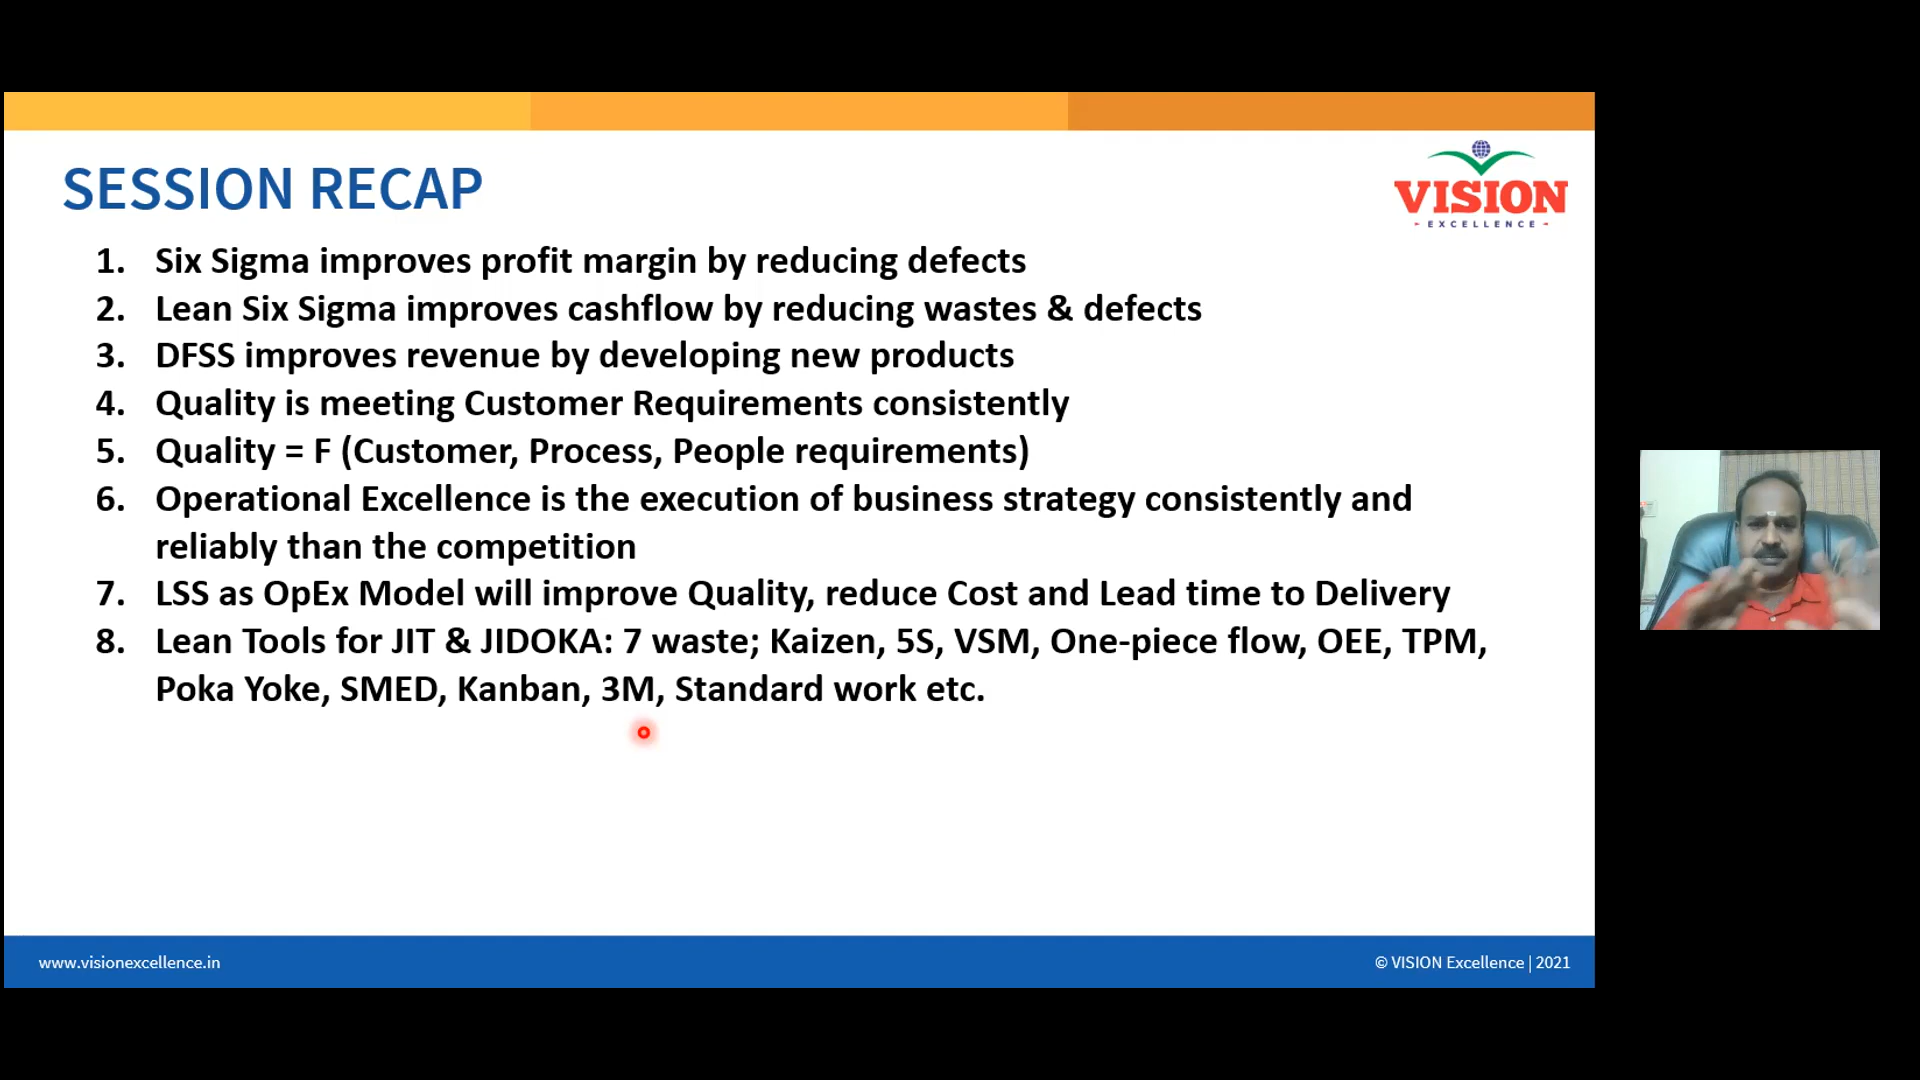 SESSION RECAP
VISION
EXCELLENCE
1. Six Sigma improves profit margin by reducing defects
2. Lean Six Sigma improves cashflow by reducing wastes & defects
3. DFSS improves revenue by developing new products
4. Quality is meeting Customer Requirements consistently
5. Quality = F (Customer, Process, People requirements)
6. Operational Excellence is the execution of business strategy consistently and
reliably than the competition
7. LSS as OpEx Model will improve Quality, reduce Cost and Lead time to Delivery
8. Lean Tools for JIT & JIDOKA: 7 waste; Kaizen, 5S, VSM, One-piece flow, OEE, TPM,
Poka Yoke, SMED, Kanban, 3M, Standard work etc.
www.visionexcellence.in
© VISION Excellence | 2021